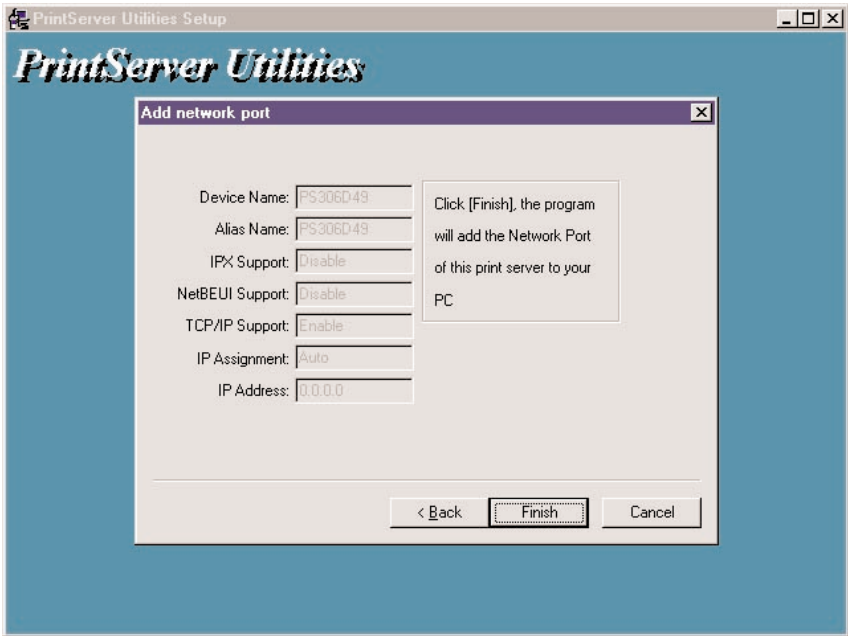 PrintServer Utilities Setup
PrintServer Utilities
Add network port
Device Name: PS306D49
Alias Name: PS306D49
IPX Support: Disable
NetBEUI Support: Disable
TCP/IP Support: Enable
IP Assignment: Auto
IP Address: 0.0.0.0
Click [Finish], the program
will add the Network Port
of this print server to your
PC
< Back Finish Cancel